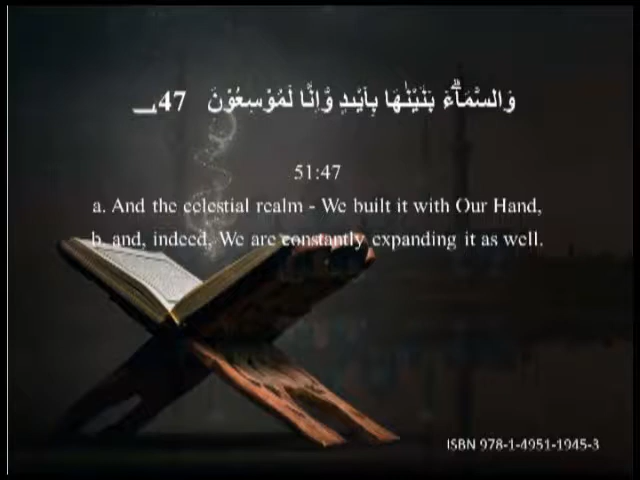 وَالسَّمَآءَ بَنَيْنٰهَا بِاَيْىدٍ وَّاِنَّا لَمُوْسِعُوْنَ 47
51:47
a. And the celestial realm - We built it with Our Hand,
b. and, indeed, We are constantly expanding it as well.
ISBN 978-1-4951-1945-3